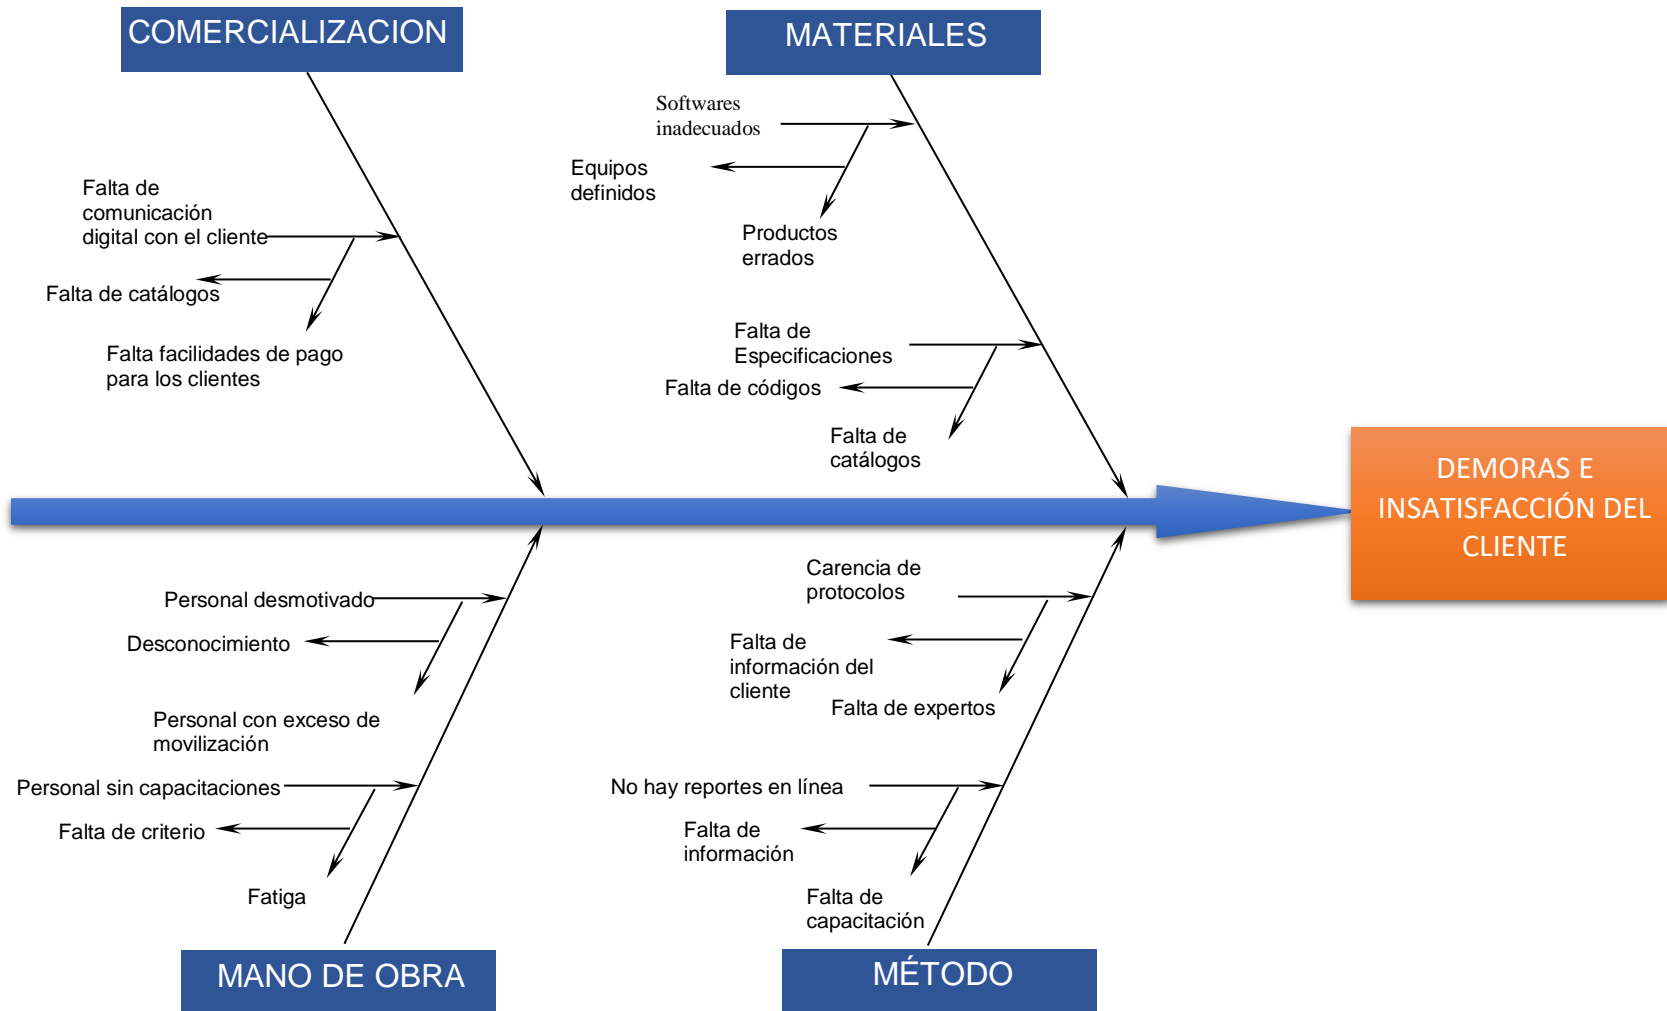 COMERCIALIZACION
MATERIALES
Softwares
inadecuados
Equipos
definidos
Productos
errados
Falta de
comunicación
digital con el cliente
Falta de catálogos
Falta facilidades de pago
para los clientes
Falta de
Especificaciones
Falta de códigos
Falta de
catálogos
DEMORAS E
INSATISFACCIÓN DEL
CLIENTE
Personal desmotivado
Desconocimiento
Personal con exceso de
movilización
Personal sin capacitaciones
Falta de criterio
Fatiga
Carencia de
protocolos
Falta de
información del
cliente
Falta de expertos
No hay reportes en línea
Falta de
información
Falta de
capacitación
MANO DE OBRA
MÉTODO